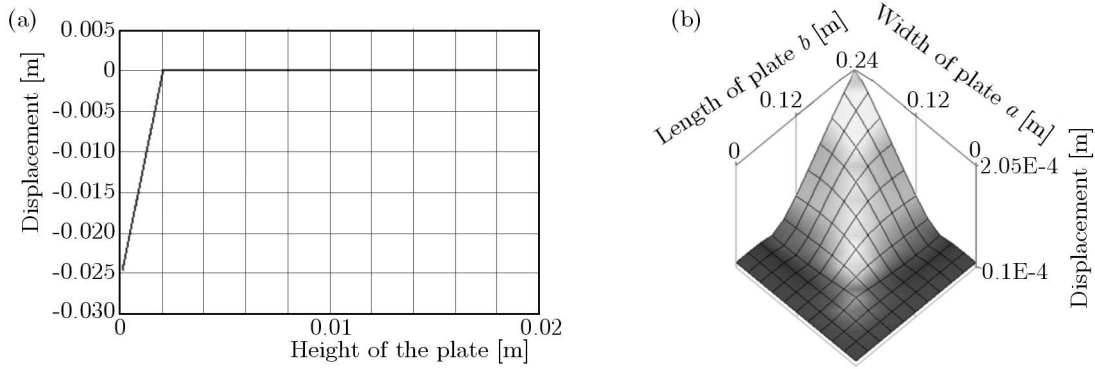 (a)
0.005
0
-0.005
-0.010
-0.015
-0.020
-0.025
-0.030
Displacement [m]
0
0.01
0.02
Height of the plate [m]
(b)
Length of plate b [m]
Width of plate a [m]
0.24
0.12
0.12
0
0
2.05E-4
0.1E-4
Displacement [m]